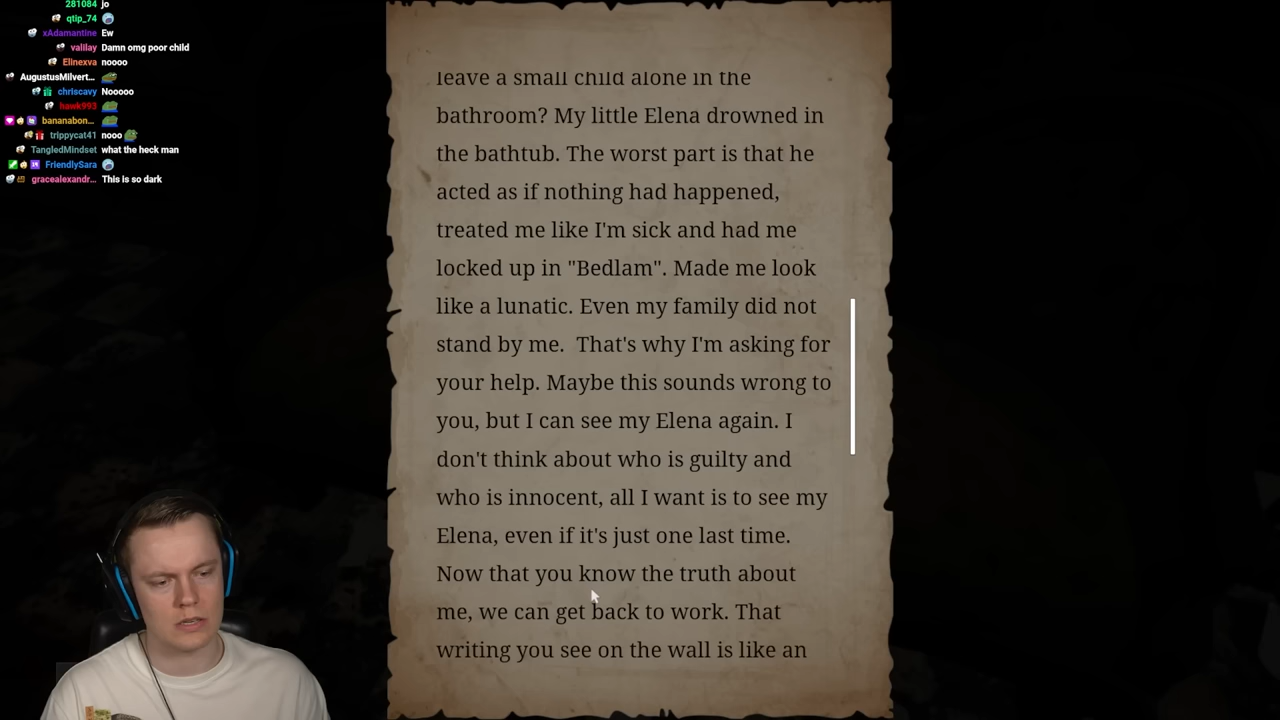 281084 jo
qtip_74
xAdamantine Ew
valilay Damn omg poor child
Elinexva noooo
AugustusMilvert...
chriscavy Nooooo
hawk993
bananabon...
trippycat41 nooo
TangledMindset what the heck man
FriendlySara
gracealexandr... This is so dark
leave a small child alone in the
bathroom? My little Elena drowned in
the bathtub. The worst part is that he
acted as if nothing had happened,
treated me like I'm sick and had me
locked up in "Bedlam". Made me look
like a lunatic. Even my family did not
stand by me.  That's why I'm asking for
your help. Maybe this sounds wrong to
you, but I can see my Elena again. I
don't think about who is guilty and
who is innocent, all I want is to see my
Elena, even if it's just one last time.
Now that you know the truth about
me, we can get back to work. That
writing you see on the wall is like an